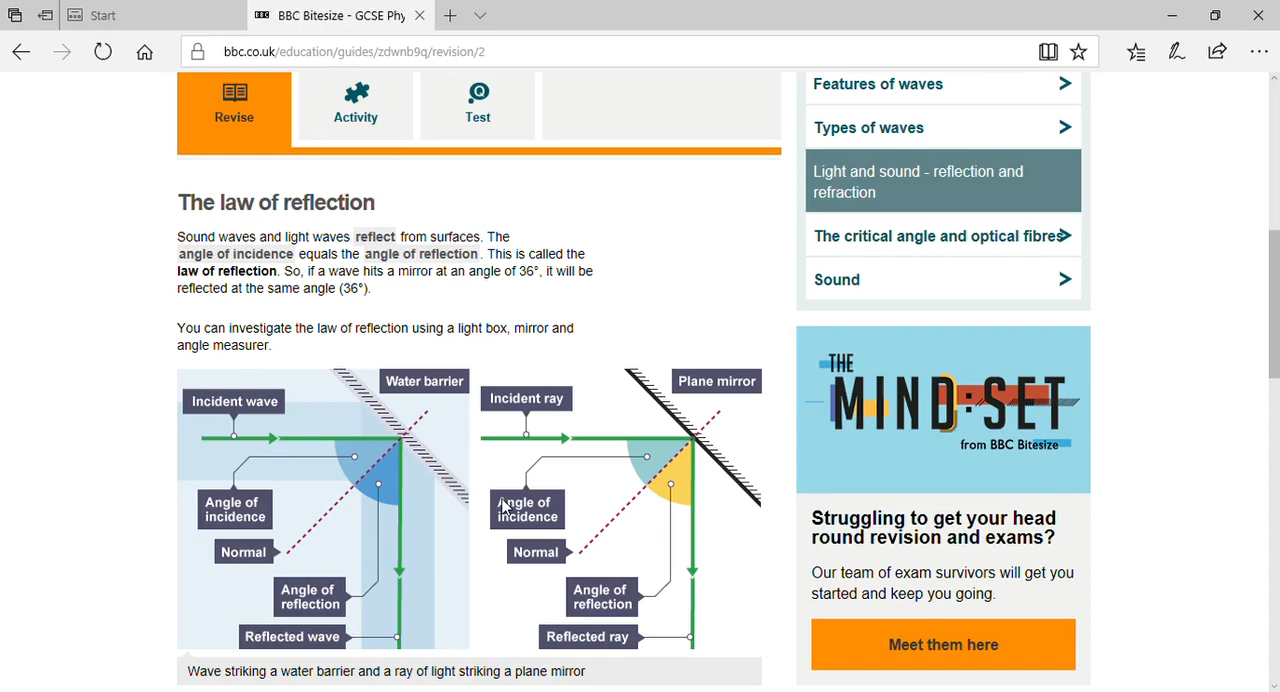 Start
BBC BBC Bitesize - GCSE Phy
bbc.co.uk/education/guides/zdwnb9q/revision/2
Revise
Activity
Test
The law of reflection
Sound waves and light waves reflect from surfaces. The
angle of incidence equals the angle of reflection. This is called the
law of reflection. So, if a wave hits a mirror at an angle of 36°, it will be
reflected at the same angle (36°).
You can investigate the law of reflection using a light box, mirror and
angle measurer.
Water barrier
Incident wave
Angle of
incidence
Normal
Angle of
reflection
Reflected wave
Plane mirror
Incident ray
Angle of
incidence
Normal
Angle of
reflection
Reflected ray
Wave striking a water barrier and a ray of light striking a plane mirror
Features of waves
Types of waves
Light and sound - reflection and
refraction
The critical angle and optical fibres
Sound
THE
MIND:SET
from BBC Bitesize
Struggling to get your head
round revision and exams?
Our team of exam survivors will get you
started and keep you going.
Meet them here